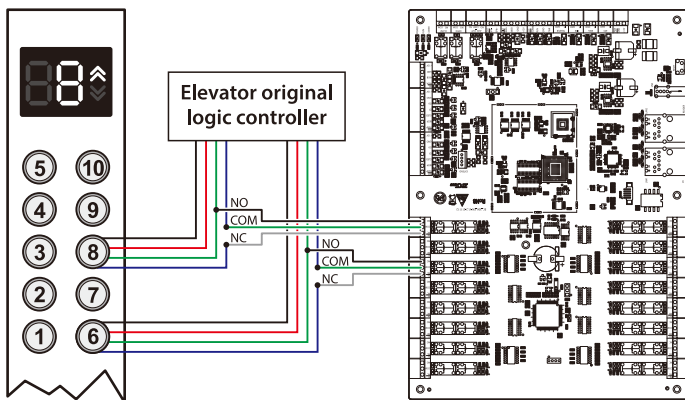 8
Elevator original
logic controller
5 10
4 9
3 8
2 7
1 6
NO
COM
NC
NO
COM
NC